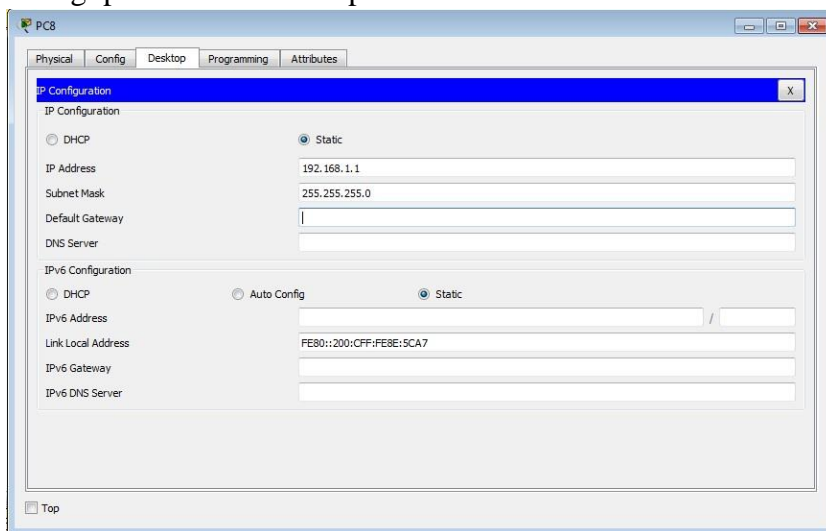 PC8
Physical Config Desktop Programming Attributes
IP Configuration X
IP Configuration
DHCP Static
IP Address 192.168.1.1
Subnet Mask 255.255.255.0
Default Gateway
DNS Server
IPv6 Configuration
DHCP Auto Config Static
IPv6 Address /
Link Local Address FE80::200:CFF:FE8E:5CA7
IPv6 Gateway
IPv6 DNS Server
Top